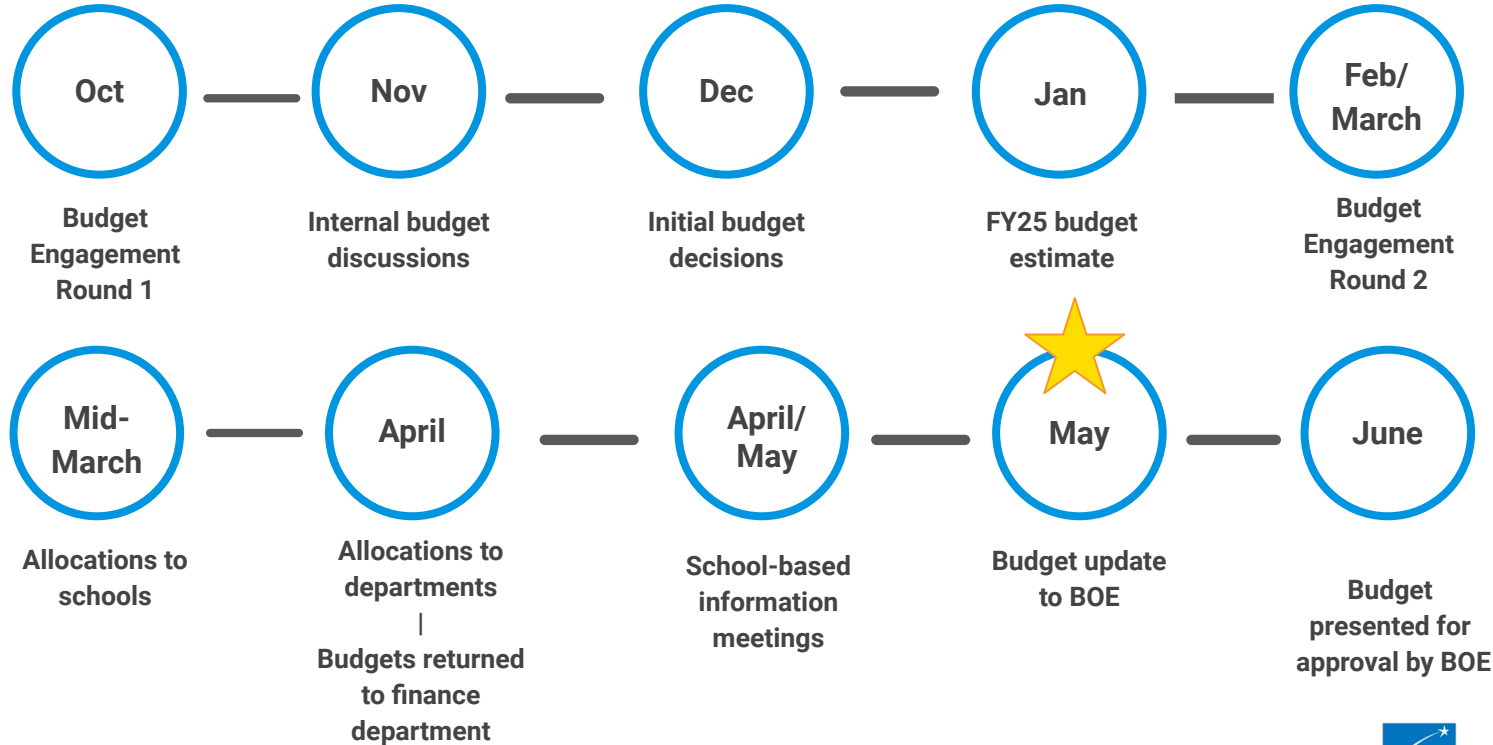 Oct
Nov
Dec
Jan
Feb/
March
Budget
Engagement
Round 1
Internal budget
discussions
Initial budget
decisions
FY25 budget
estimate
Budget
Engagement
Round 2
Mid-
March
April
April/
May
May
June
Allocations to
schools
Allocations to
departments
|
Budgets returned
to finance
department
School-based
information
meetings
Budget update
to BOE
Budget
presented for
approval by BOE